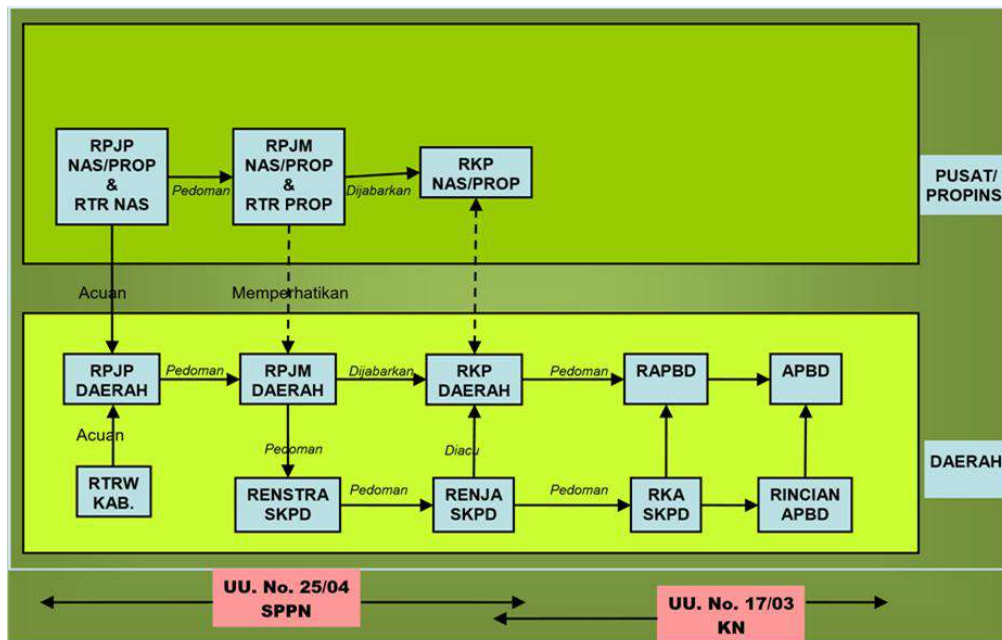 RPJP
NAS/PROP
&
RTR NAS
Pedoman
RPJM
NAS/PROP
&
RTR PROP
Dijabarkan
RKP
NAS/PROP
PUSAT/
PROPINS
Acuan
Memperhatikan
RPJP
DAERAH
Pedoman
RPJM
DAERAH
Dijabarkan
RKP
DAERAH
Pedoman
RAPBD
APBD
Acuan
Pedoman
Diacu
RTRW
KAB.
RENSTRA
SKPD
Pedoman
RENJA
SKPD
Pedoman
RKA
SKPD
RINCIAN
APBD
DAERAH
UU. No. 25/04
SPPN
UU. No. 17/03
KN